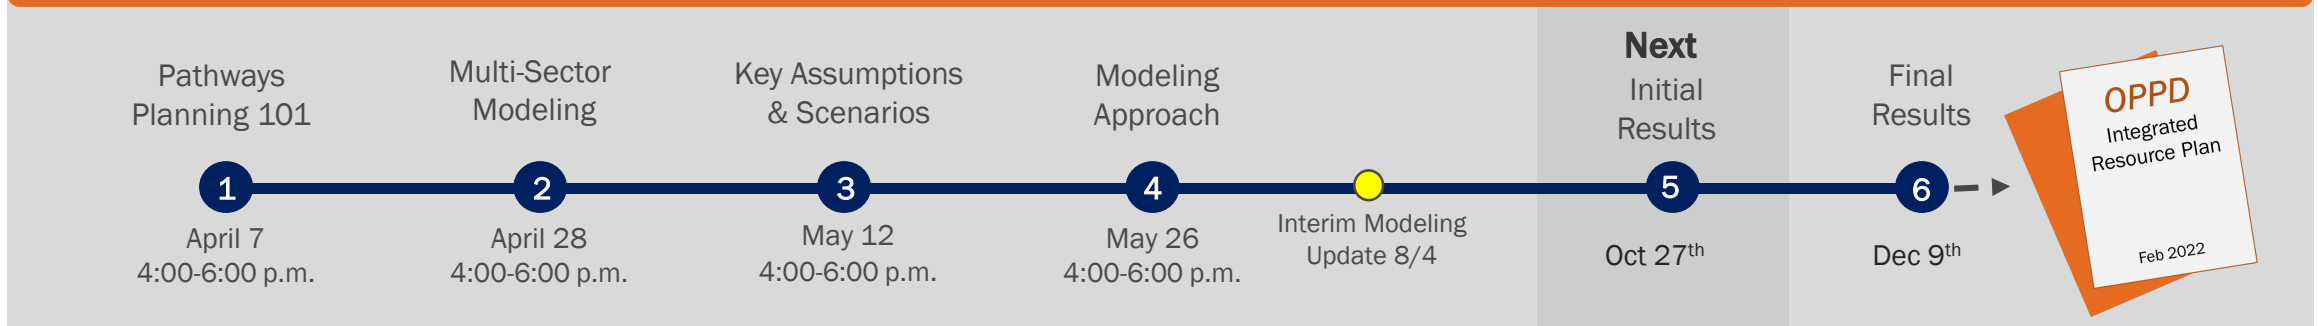 Pathways
Planning 101
1
April 7
4:00-6:00 p.m.
Multi-Sector
Modeling
2
April 28
4:00-6:00 p.m.
Key Assumptions
& Scenarios
3
May 12
4:00-6:00 p.m.
Modeling
Approach
4
May 26
4:00-6:00 p.m.
Interim Modeling
Update 8/4
Next
Initial
Results
5
Oct 27th
Final
Results
6
Dec 9th
OPPD
Integrated
Resource Plan
Feb 2022